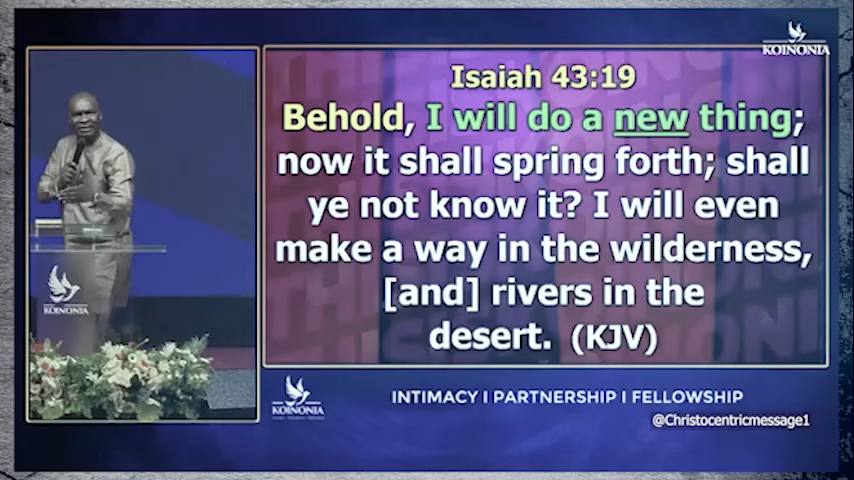 KOINONIA
Isaiah 43:19
Behold, I will do a new thing;
now it shall spring forth; shall
ye not know it? I will even
make a way in the wilderness,
[and] rivers in the
desert. (KJV)
KOINONIA
KOINONIA
INTIMACY I PARTNERSHIP I FELLOWSHIP
@Christocentricmessage1